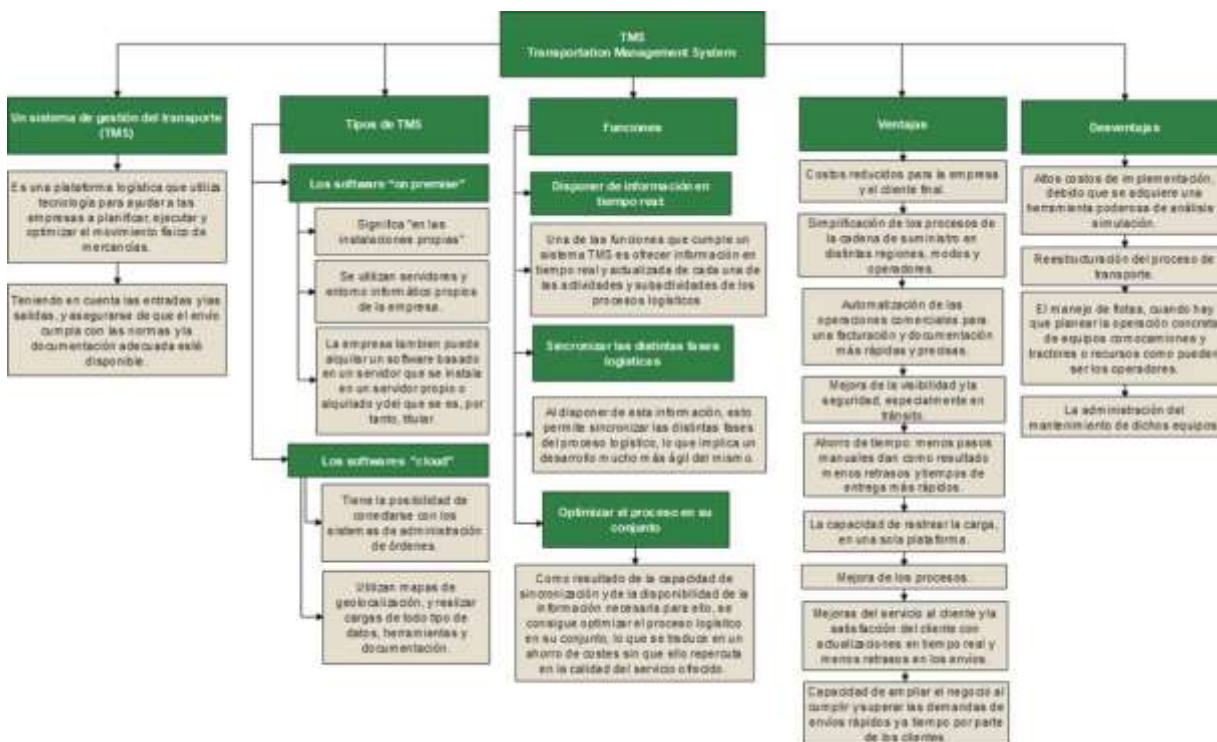 TMS
Transportation Management System
Un sistema de gestión del transporte
(TMS)
Es una plataforma logística que utiliza
tecnología para ayudar a las
empresas a planificar, ejecutar y
optimizar el movimiento físico de
mercancías.
Teniendo en cuenta las entradas y las
salidas, y asegurarse de que el envío
cumpla con las normas y la
documentación adecuada esté
disponible.
Tipos de TMS
Los software "on premise"
Significa "en las
instalaciones propias"
Se utilizan servidores y
entorno informático propios
de la empresa.
La empresa tambien puede
alquilar un software basado
en un servidor que se instala
en un servidor propio o
alquilado y del que se es, por
tanto, titular.
Los softwares "cloud"
Tiene la posibilidad de
conectarse con los
sistemas de administración
de órdenes.
Utilizan mapas de
geolocalización, y realizar
cargas de todo tipo de
datos, herramientas y
documentación.
Funciones
Disponer de información en
tiempo real:
Una de las funciones que cumple un
sistema TMS es ofrecer información en
tiempo real y actualizada de cada una de
las actividades y subactividades de los
procesos logísticos
Sincronizar las distintas fases
logísticas
Al disponer de esta información, esto
permite sincronizar las distintas fases
del proceso logístico, lo que implica un
desarrollo mucho más ágil del mismo.
Optimizar el proceso en su
conjunto
Como resultado de la capacidad de
sincronización y de la disponibilidad de la
información necesaria para ello, se
consigue optimizar el proceso logístico
en su conjunto, lo que se traduce en un
ahorro de costes sin que ello repercuta
en la calidad del servicio ofrecido.
Ventajas
Costos reducidos para la empresa
y el cliente final.
Simplificación de los procesos de
la cadena de suministro en
distintas regiones, modos y
operadores.
Automatización de las
operaciones comerciales para
una facturación y documentación
más rápidas y precisas.
Mejora de la visibilidad y la
seguridad, especialmente en
tránsito.
Ahorro de tiempo: menos pasos
manuales dan como resultado
menos retrasos y tiempos de
entrega más rápidos.
La capacidad de rastrear la carga,
en una sola plataforma.
Mejora de los procesos.
Mejoras del servicio al cliente y la
satisfacción del cliente con
actualizaciones en tiempo real y
menos retrasos en los envíos.
Capacidad de ampliar el negocio al
cumplir y superar las demandas de
envíos rápidos y a tiempo por parte
de los clientes.
Desventajas
Altos costos de implementación,
debido que se adquiere una
herramienta poderosa de análisis y
simulación.
Reestructuración del proceso de
transporte.
El manejo de flotas, cuando hay
que planear la operación concreta
de equipos como camiones y
tractores o recursos como pueden
ser los operadores.
La administración del
mantenimiento de dichos equipos